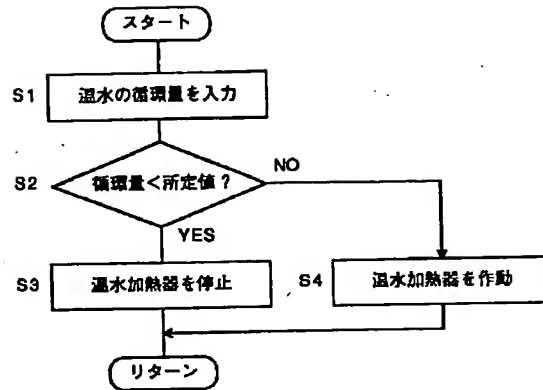 スタート
S1
温水の循環量を入力
S2
循環量<所定値?
NO
YES
S3
温水加熱器を停止
S4
温水加熱器を作動
リターン